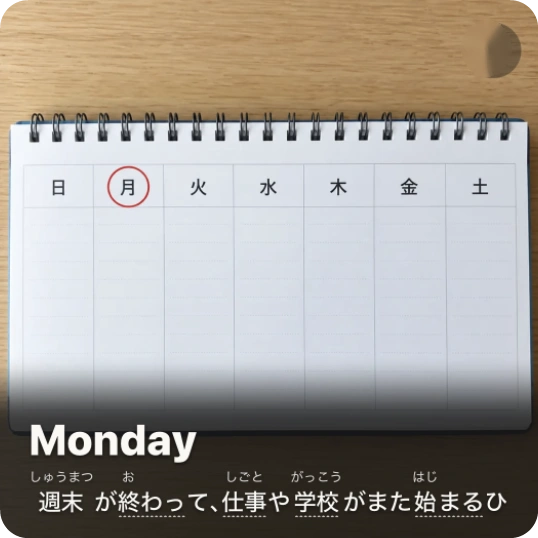 日 月 火 水 木 金 土
Monday
しゅうまつ お しごと がっこう はじ
週末が終わって、仕事や学校がまた始まるひ